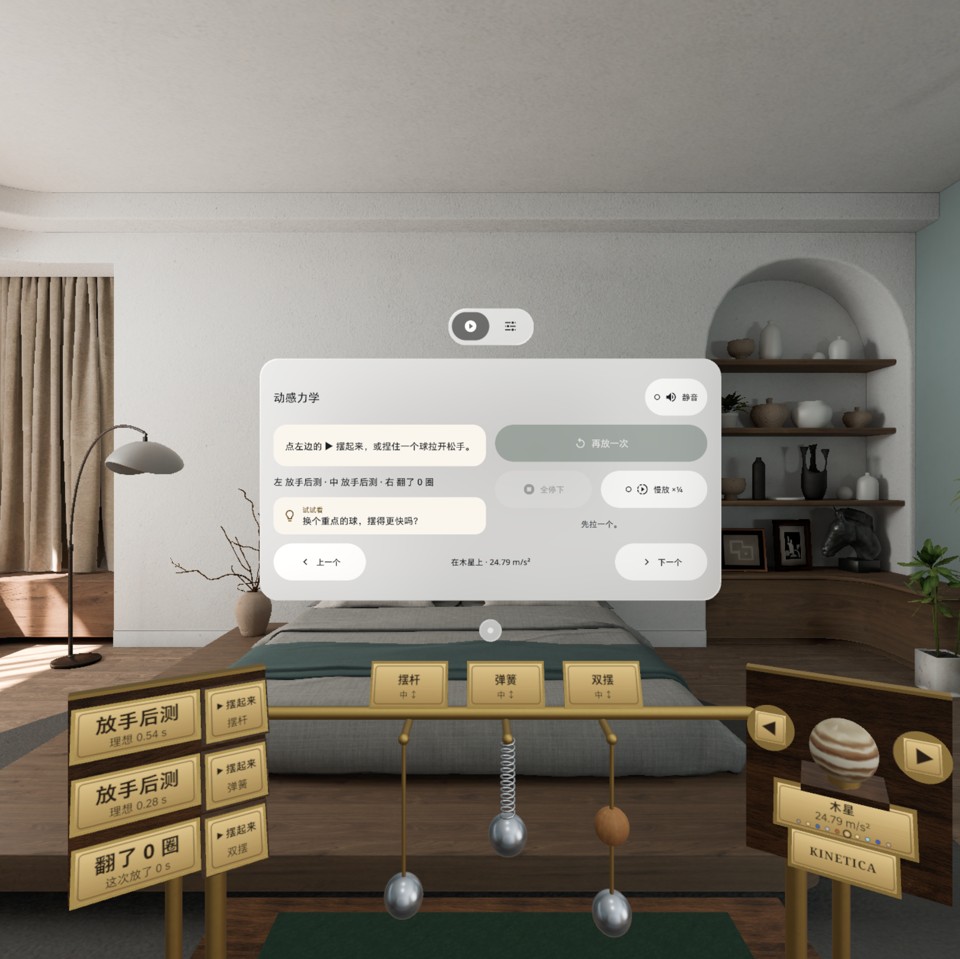 动感力学
静音
点左边的 ▶ 摆起来，或捏住一个球拉开松手。
再放一次
左 放手后测 · 中 放手后测 · 右 翻了 0 圈
全停下
慢放 ×¼
试试看
换个重点的球，摆得更快吗？
先拉一个。
上一个
在木星上 · 24.79 m/s²
下一个
摆杆
中 ↕
弹簧
中 ↕
双摆
中 ↕
放手后测
理想 0.54 s
▶ 摆起来
摆杆
放手后测
理想 0.28 s
▶ 摆起来
弹簧
翻了 0 圈
这次放了 0 s
▶ 摆起来
双摆
木星
24.79 m/s²
KINETICA